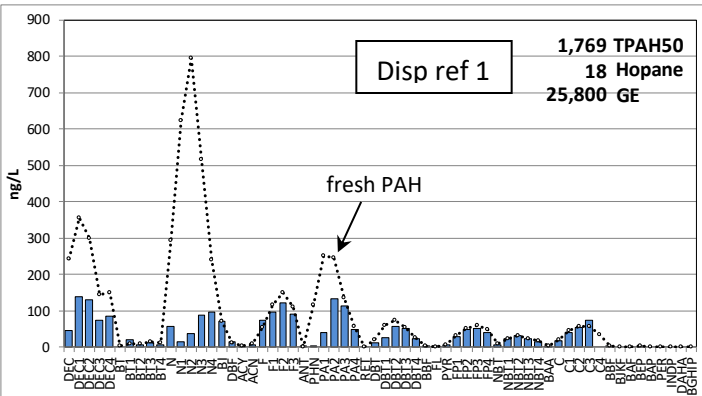 900
800
700
600
500
400
300
200
100
0
ng/L
Disp ref 1
1,769 TPAH50
18 Hopane
25,800 GE
fresh PAH
DEC
DEC1
DEC2
DEC3
DEC4
BT
BT1
BT2
BT3
BT4
N
N1
N2
N3
N4
BI
DBF
ACY
ACN
F
F1
F2
F3
ANT
PHN
PA1
PA2
PA3
PA4
RET
DBT
DBT1
DBT2
DBT3
DBT4
BBF
FL
PYR
FP1
FP2
FP3
FP4
NBT
NBT1
NBT2
NBT3
NBT4
BAA
C
C1
C2
C3
C4
BBF
BJKF
BAF
BEP
BAP
PER
INDP
DAHA
BGHIP